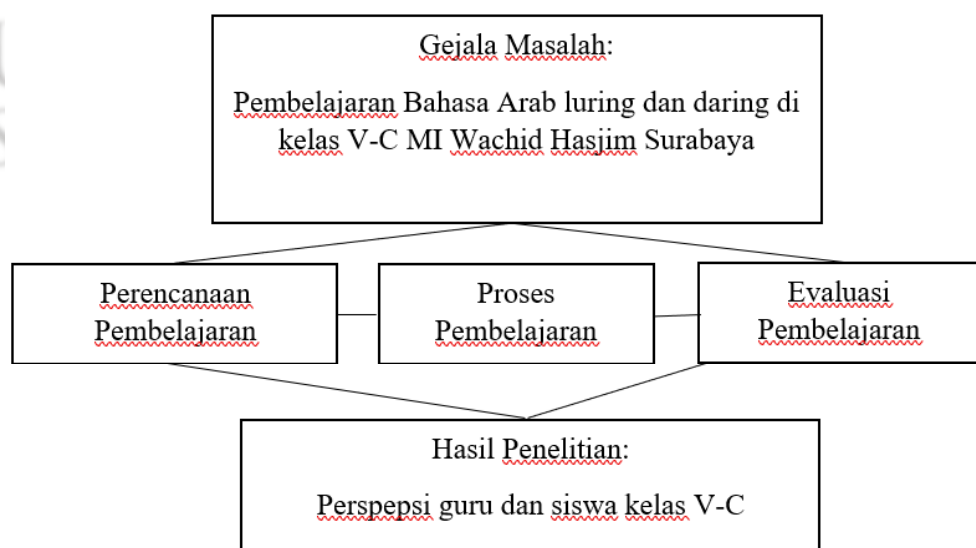 Gejala Masalah:
Pembelajaran Bahasa Arab luring dan daring di
kelas V-C MI Wachid Hasjim Surabaya
Perencanaan
Pembelajaran
Proses
Pembelajaran
Evaluasi
Pembelajaran
Hasil Penelitian:
Perspepsi guru dan siswa kelas V-C